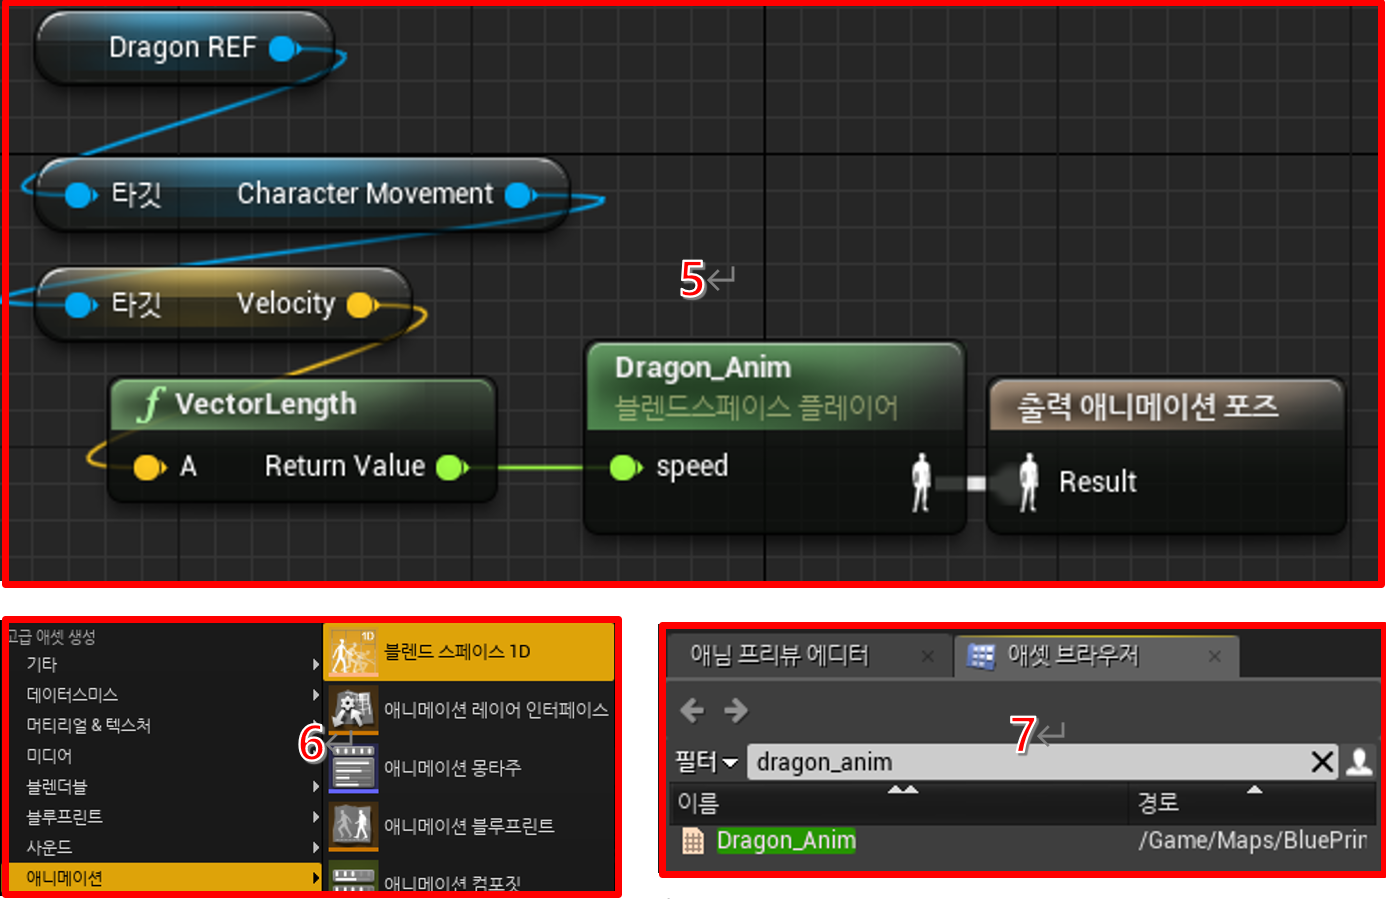 Dragon REF
타깃 Character Movement
5
타깃 Velocity
Dragon_Anim
블렌드스페이스 플레이어
f VectorLength
출력 애니메이션 포즈
A Return Value
speed
Result
고급 애셋 생성
기타
데이터스미스
머티리얼 & 텍스처
미디어
블렌더블
블루프린트
사운드
애니메이션
6
1D
블렌드 스페이스 1D
애니메이션 레이어 인터페이스
애니메이션 몽타주
애니메이션 블루프린트
애니메이션 컴포짓
애님 프리뷰 에디터
애셋 브라우저
7
필터 dragon_anim
이름 경로
Dragon_Anim /Game/Maps/BluePrin